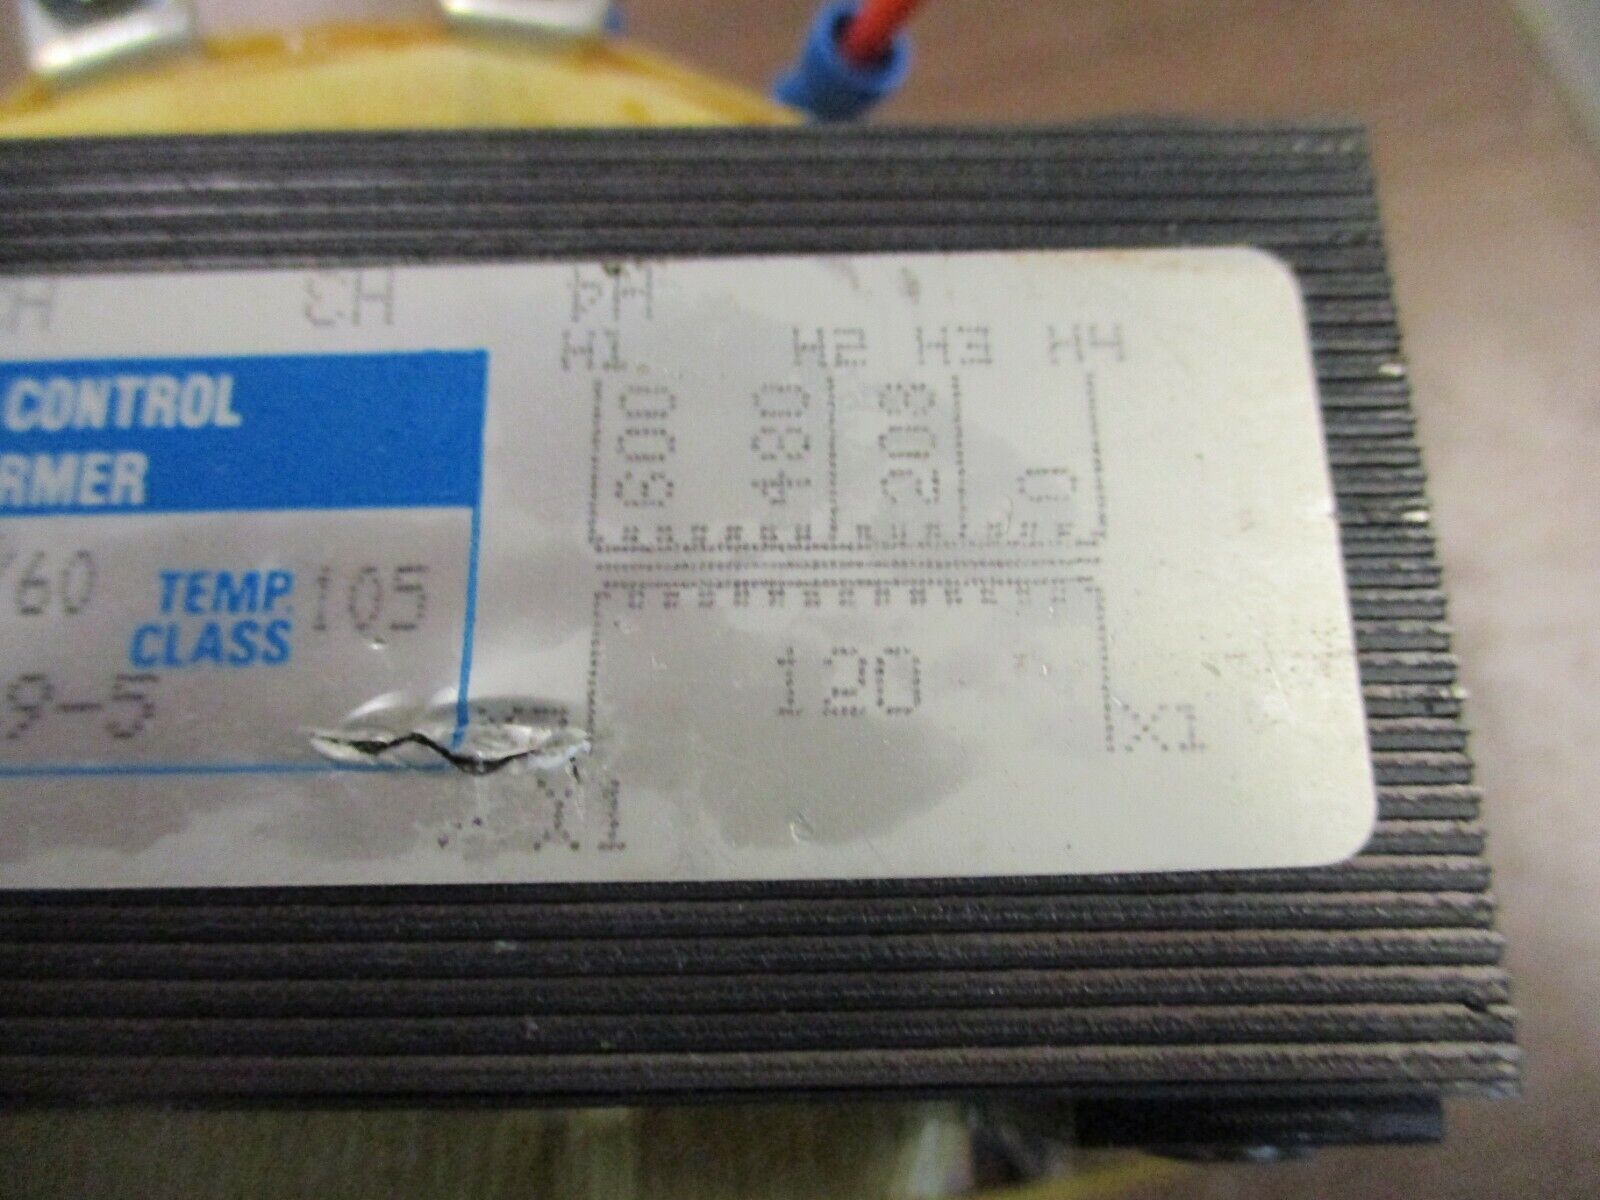 H3 H4
H1 H2 H3 H4
CONTROL
RMER
600 480 208 0
/60 TEMP. CLASS 105
9-5
120
X1
X1